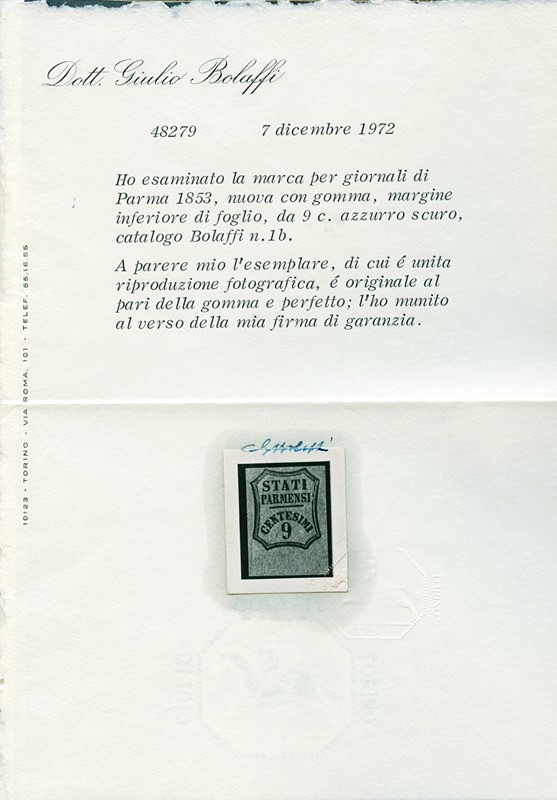 Dott. Giulio Bolaffi
48279 7 dicembre 1972
Ho esaminato la marca per giornali di
Parma 1853, nuova con gomma, margine
inferiore di foglio, da 9 c. azzurro scuro,
catalogo Bolaffi n.1b.
A parere mio l'esemplare, di cui é unita
riproduzione fotografica, é originale al
pari della gomma e perfetto; l'ho munito
al verso della mia firma di garanzia.
10123 - TORINO - VIA ROMA, 101 - TELEF. 55.16.55
STATI
PARMENSI
CENTESIMI
9